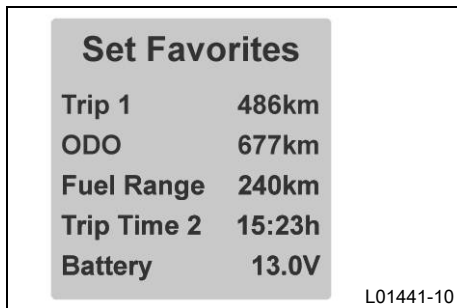 Set Favorites
Trip 1 486km
ODO 677km
Fuel Range 240km
Trip Time 2 15:23h
Battery 13.0V
L01441-10